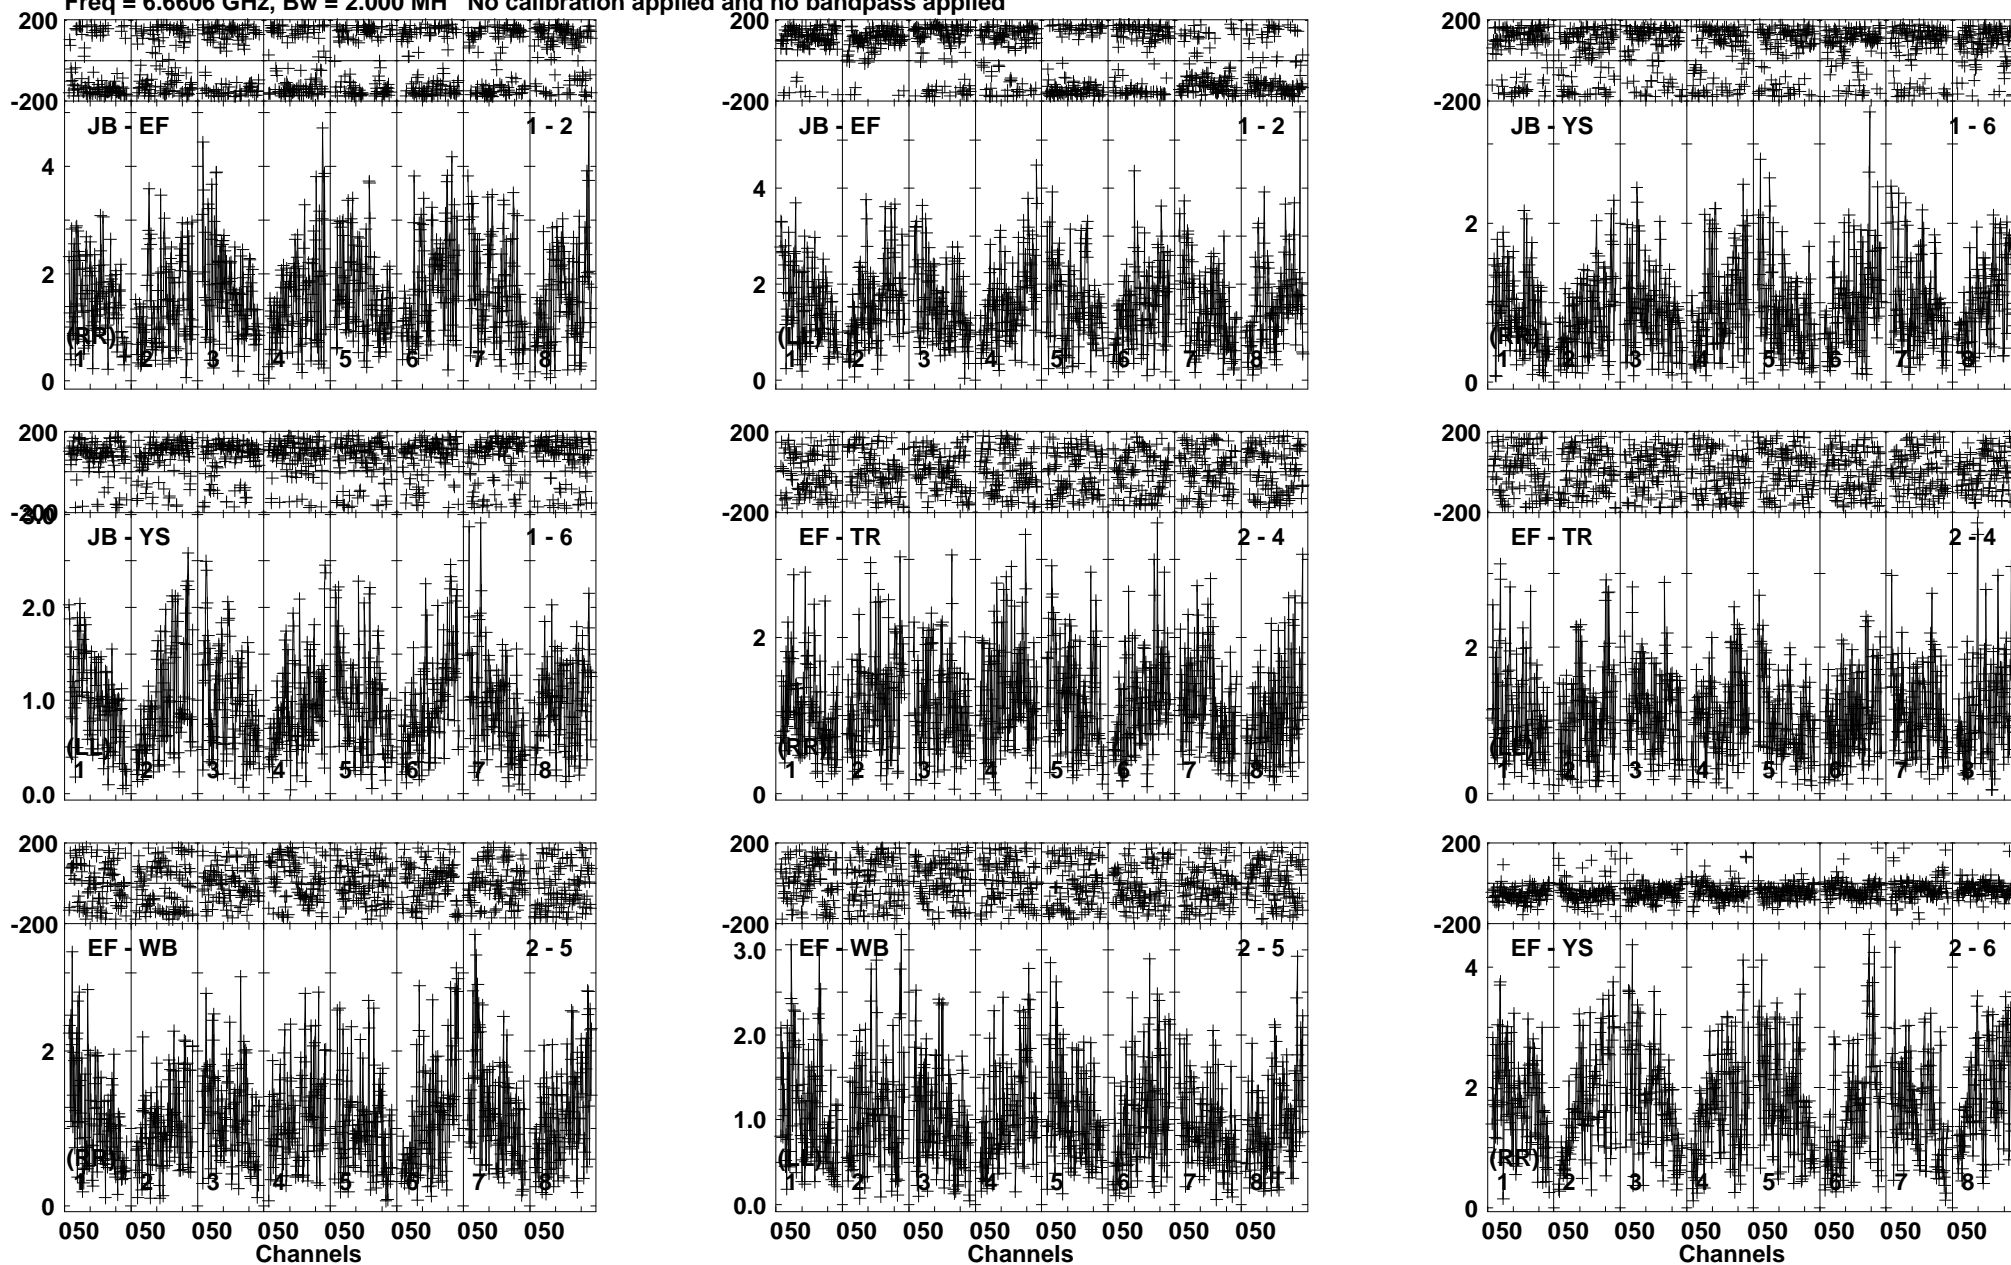 Freq = 6.6606 GHz, Bw = 2.000 MH No calibration applied and no bandpass applied
200 200 200
-200 -200 -200
JB - EF 1 - 2 JB - EF 1 - 2 JB - YS 1 - 6
4 4 2
2 2
(RR) (LL) (RR)
1 2 3 4 5 6 7 8 1 2 3 4 5 6 7 8 1 2 3 4 5 6 7 8
0 0 0
200 200 200
-200 -200 -200
3.0
JB - YS 1 - 6 EF - TR 2 - 4 EF - TR 2 - 4
2.0 2 2
1.0
(LL) (RR) (LL)
1 2 3 4 5 6 7 8 1 2 3 4 5 6 7 8 1 2 3 4 5 6 7 8
0.0 0 0
200 200 200
-200 -200 -200
EF - WB 2 - 5 EF - WB 2 - 5 EF - YS 2 - 6
3.0 4
2 2.0 2
1.0
(RR) (LL) (RR)
1 2 3 4 5 6 7 8 1 2 3 4 5 6 7 8 1 2 3 4 5 6 7 8
0 0.0 0
050 050 050 050 050 050 050 050 050 050 050 050 050 050 050 050 050 050 050 050 050 050 050 050
Channels Channels Channels